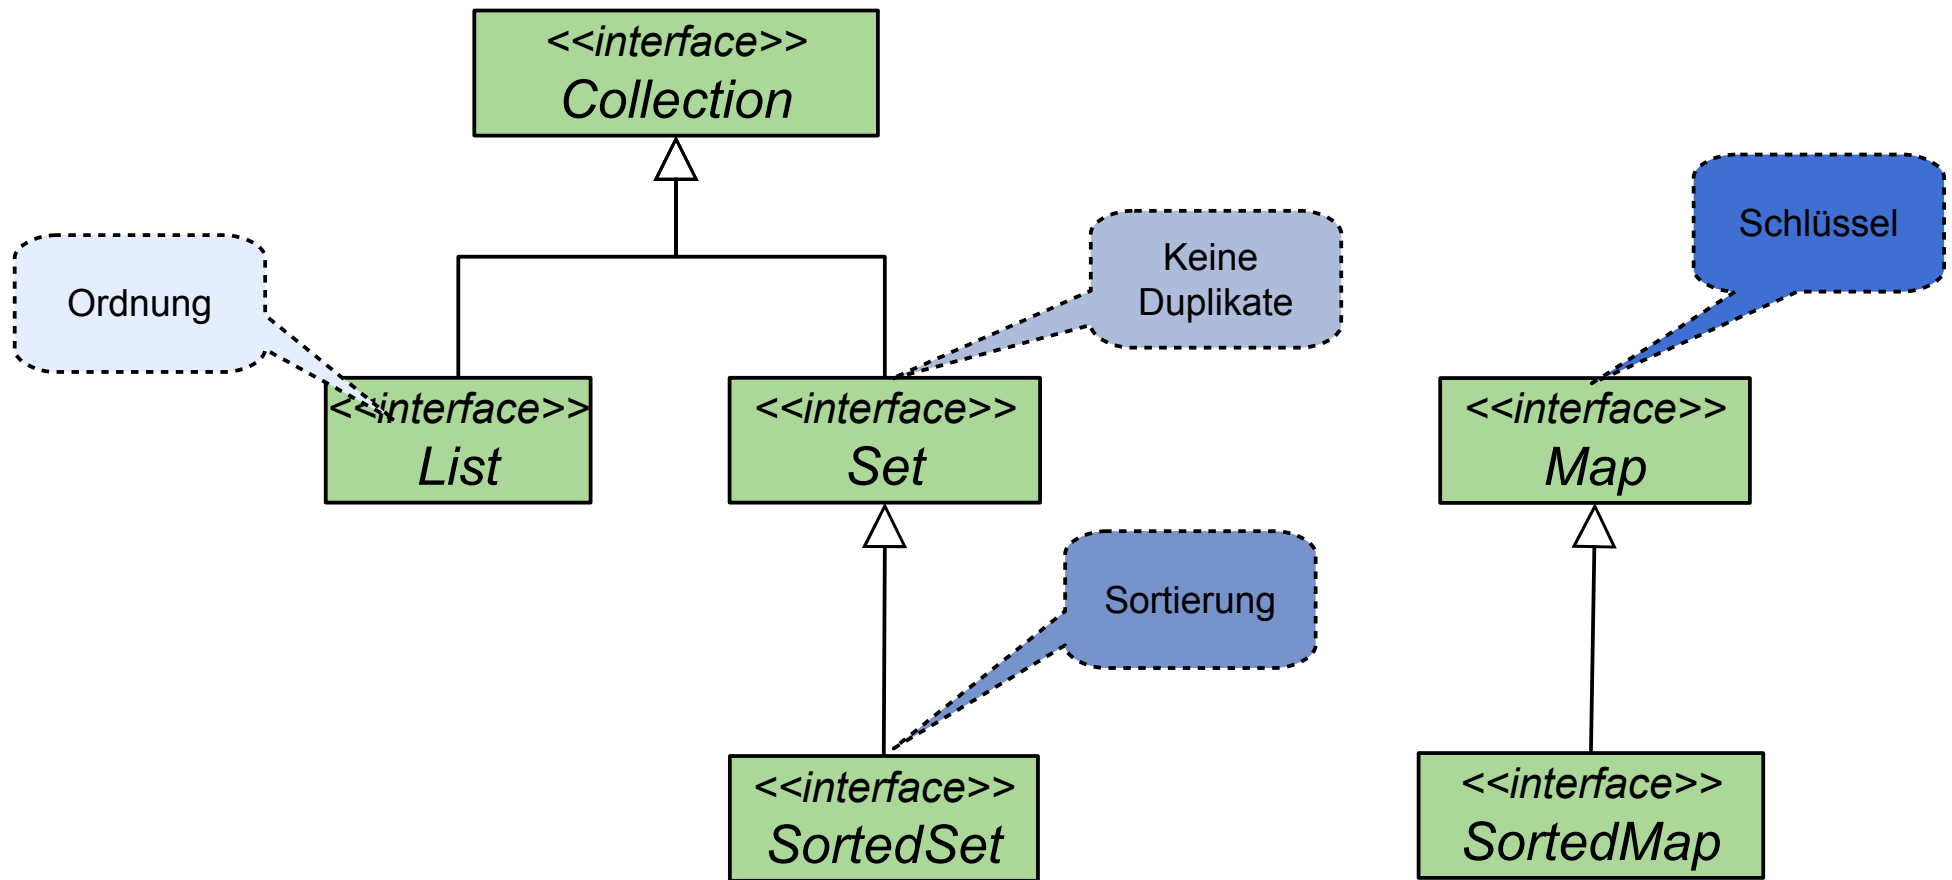 <<interface>>
Collection
Ordnung
Keine
Duplikate
Schlüssel
<<interface>>
List
<<interface>>
Set
<<interface>>
Map
Sortierung
<<interface>>
SortedSet
<<interface>>
SortedMap